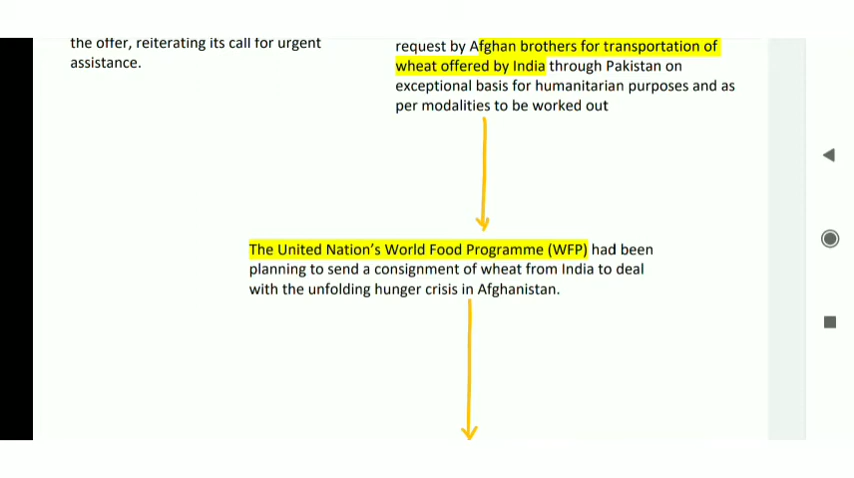 the offer, reiterating its call for urgent
assistance.
request by Afghan brothers for transportation of
wheat offered by India through Pakistan on
exceptional basis for humanitarian purposes and as
per modalities to be worked out
The United Nation's World Food Programme (WFP) had been
planning to send a consignment of wheat from India to deal
with the unfolding hunger crisis in Afghanistan.